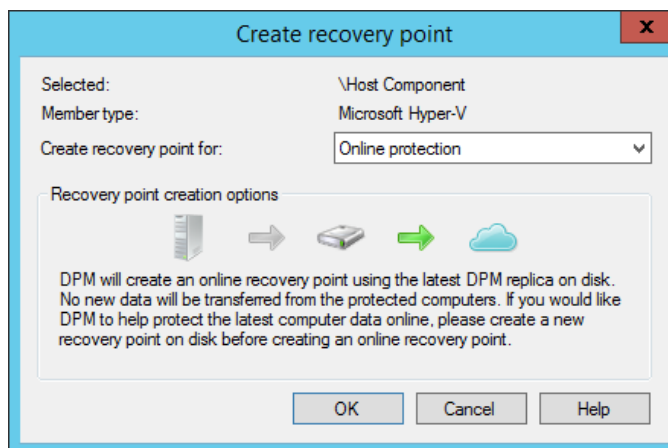 Create recovery point
x
Selected: \Host Component
Member type: Microsoft Hyper-V
Create recovery point for: Online protection
Recovery point creation options
DPM will create an online recovery point using the latest DPM replica on disk.
No new data will be transferred from the protected computers. If you would like
DPM to help protect the latest computer data online, please create a new
recovery point on disk before creating an online recovery point.
OK Cancel Help